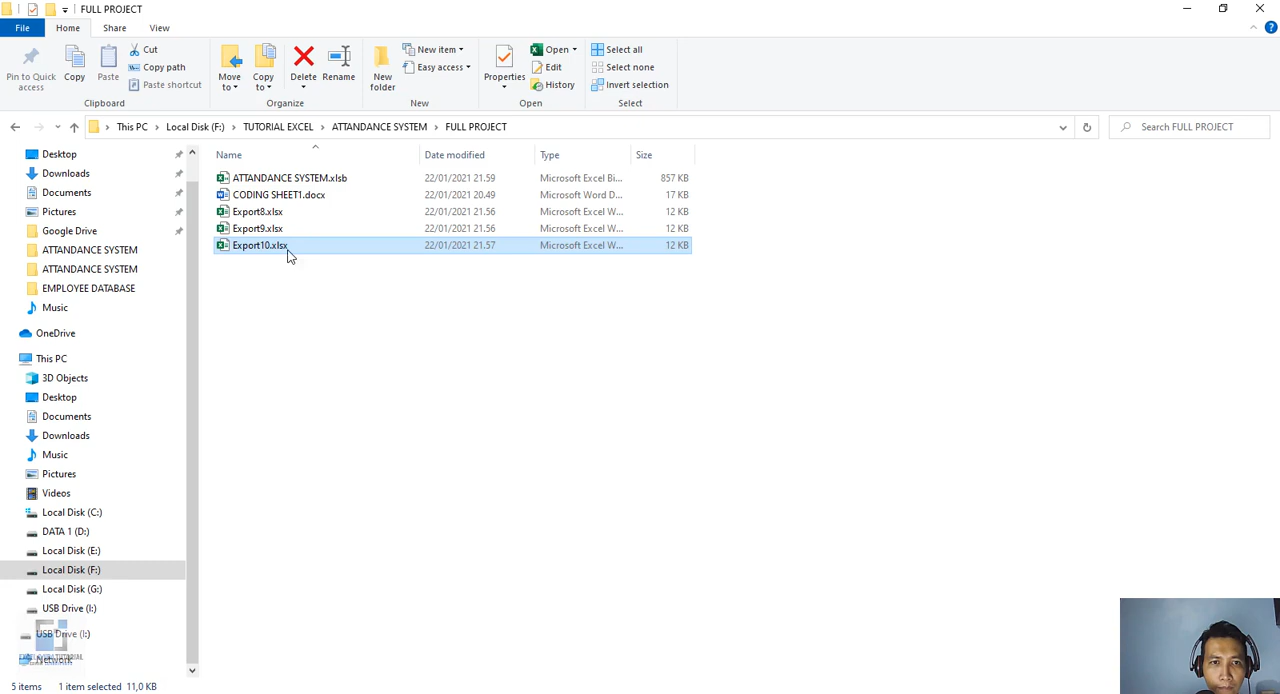 FULL PROJECT
File Home Share View
Pin to Quick access
Copy
Paste
Cut
Copy path
Paste shortcut
Clipboard
Move to
Copy to
Delete
Rename
Organize
New folder
New item
Easy access
New
Properties
Open
Edit
History
Open
Select all
Select none
Invert selection
Select
This PC > Local Disk (F:) > TUTORIAL EXCEL > ATTANDANCE SYSTEM > FULL PROJECT
Search FULL PROJECT
Desktop
Downloads
Documents
Pictures
Google Drive
ATTANDANCE SYSTEM
ATTANDANCE SYSTEM
EMPLOYEE DATABASE
Music
OneDrive
This PC
3D Objects
Desktop
Documents
Downloads
Music
Pictures
Videos
Local Disk (C:)
DATA 1 (D:)
Local Disk (E:)
Local Disk (F:)
Local Disk (G:)
USB Drive (I:)
USB Drive (I:)
Network
Name Date modified Type Size
ATTANDANCE SYSTEM.xlsb 22/01/2021 21.59 Microsoft Excel Bi... 857 KB
CODING SHEET1.docx 22/01/2021 20.49 Microsoft Word D... 17 KB
Export8.xlsx 22/01/2021 21.56 Microsoft Excel W... 12 KB
Export9.xlsx 22/01/2021 21.56 Microsoft Excel W... 12 KB
Export10.xlsx 22/01/2021 21.57 Microsoft Excel W... 12 KB
5 items 1 item selected 11,0 KB